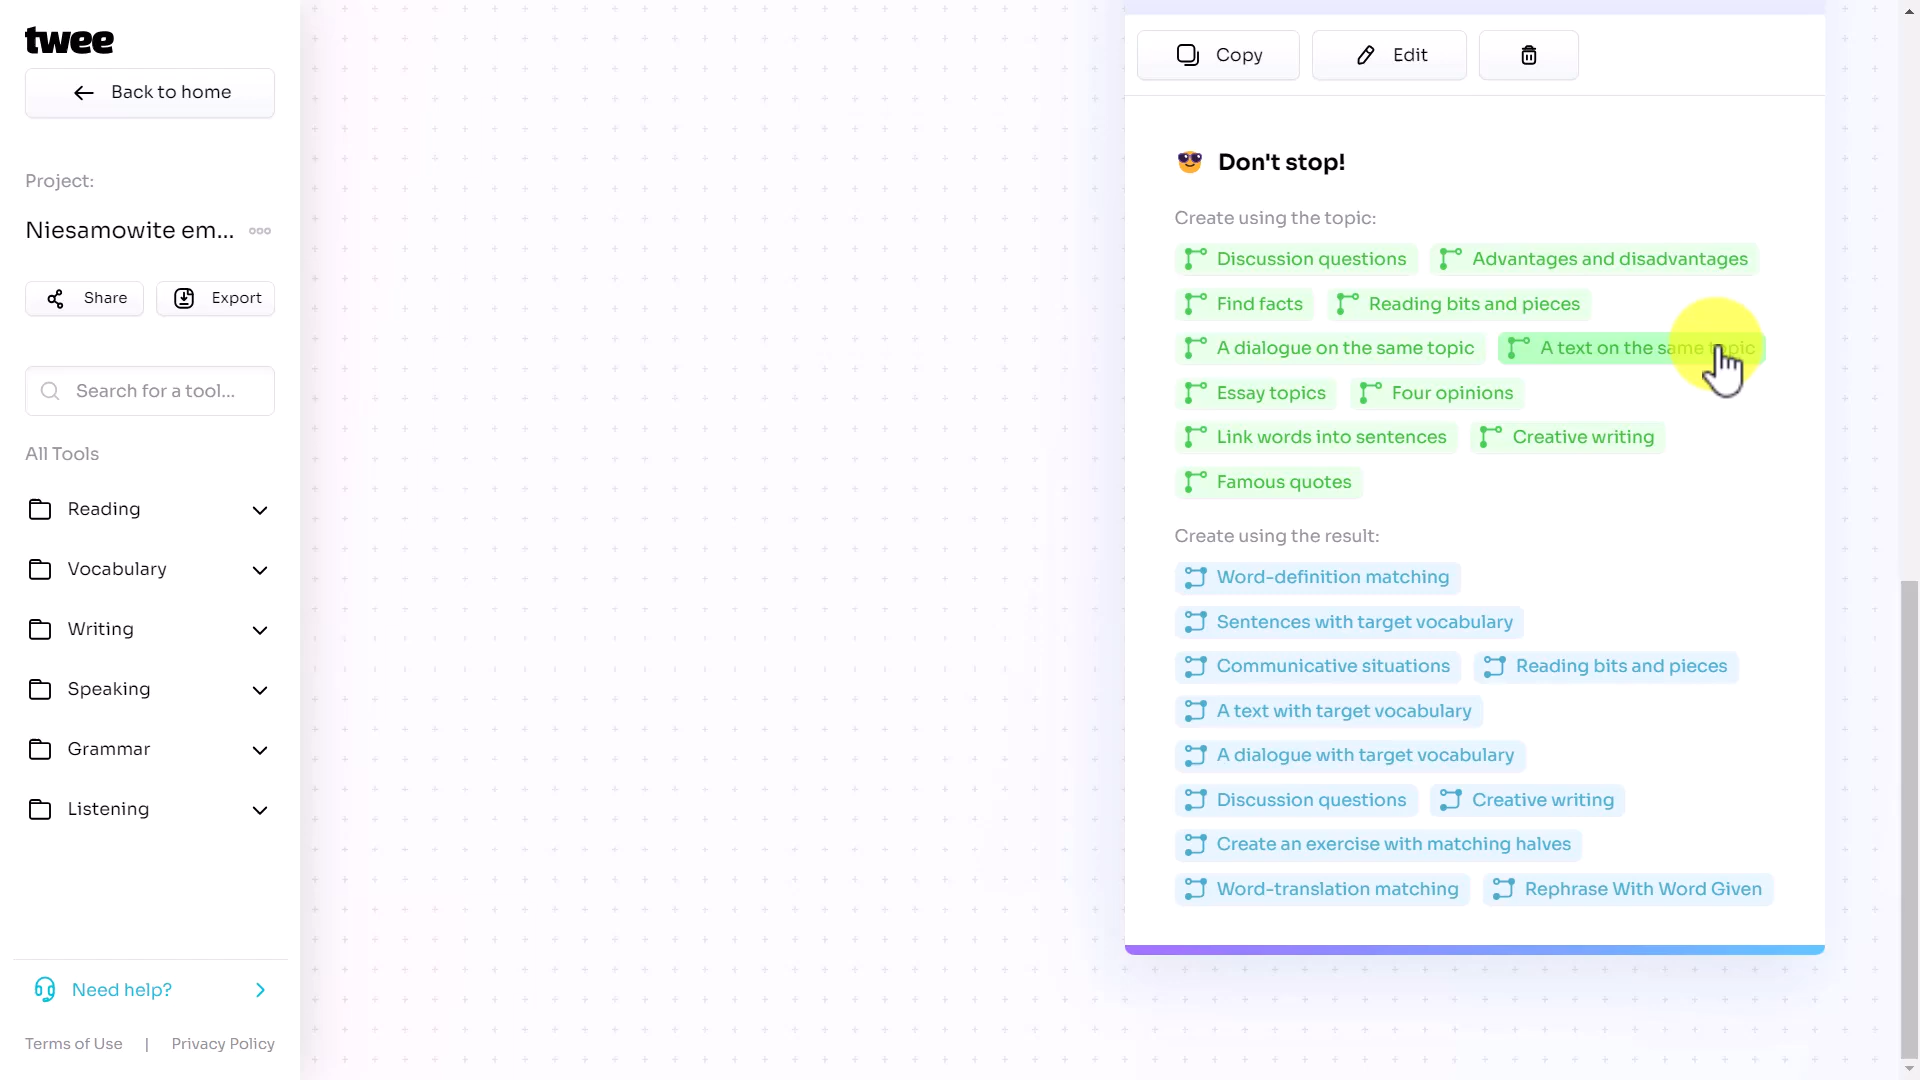 twee
Back to home
Project:
Niesamowite em...
Share
Export
Search for a tool...
All Tools
Reading
Vocabulary
Writing
Speaking
Grammar
Listening
Need help?
Terms of Use | Privacy Policy
Copy
Edit
Don't stop!
Create using the topic:
Discussion questions
Advantages and disadvantages
Find facts
Reading bits and pieces
A dialogue on the same topic
A text on the same topic
Essay topics
Four opinions
Link words into sentences
Creative writing
Famous quotes
Create using the result:
Word-definition matching
Sentences with target vocabulary
Communicative situations
Reading bits and pieces
A text with target vocabulary
A dialogue with target vocabulary
Discussion questions
Creative writing
Create an exercise with matching halves
Word-translation matching
Rephrase With Word Given